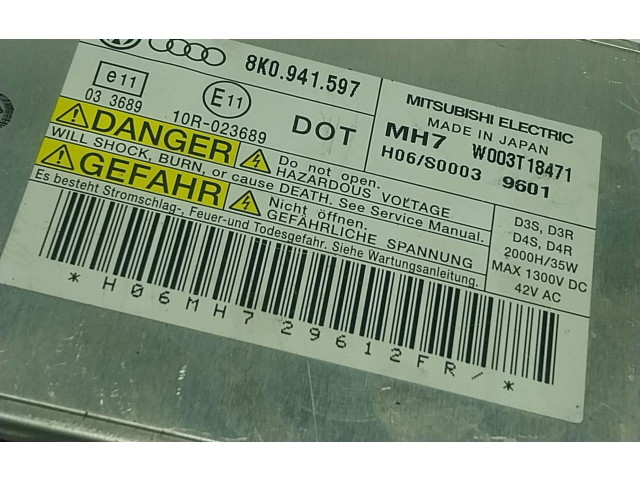 8K0.941.597
e11
03 3689
E11
10R-023689
DOT
MITSUBISHI ELECTRIC
MADE IN JAPAN
MH7 W003T18471
H06/S0003 9601
DANGER
Do not open.
HAZARDOUS VOLTAGE
WILL SHOCK, BURN, or cause DEATH. See Service Manual.
GEFAHR
Nicht öffnen.
GEFÄHRLICHE SPANNUNG
Es besteht Stromschlag-, Feuer-und Todesgefahr. Siehe Wartungsanleitung.
D3S, D3R
D4S, D4R
2000H/35W
MAX 1300V DC
42V AC
*H06MH729612FR/*